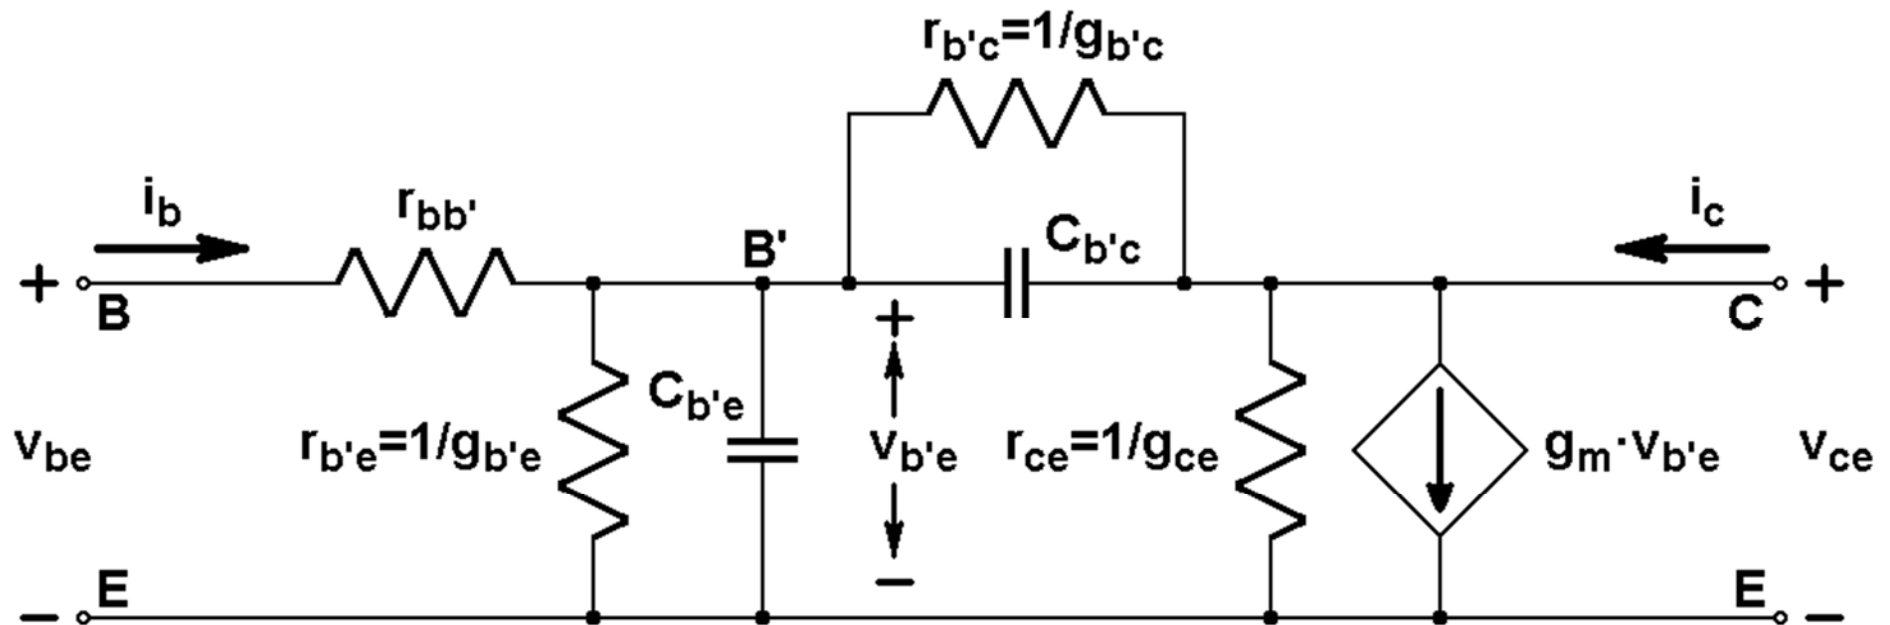 r_b'c=1/g_b'c
i_b
r_bb'
B'
C_b'c
i_c
+
B
+
C
+
C_b'e
v_be
r_b'e=1/g_b'e
v_b'e
r_ce=1/g_ce
g_m·v_b'e
v_ce
−
E
−
E
−